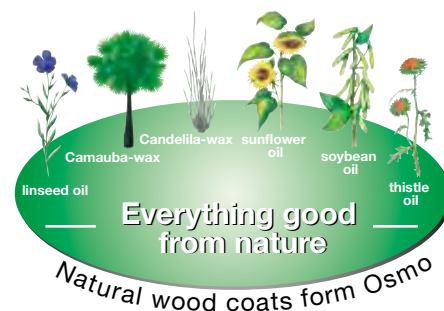 linseed oil
Camauba-wax
Candelila-wax
sunflower
oil
soybean
oil
thistle
oil
Everything good
from nature
Natural wood coats form Osmo